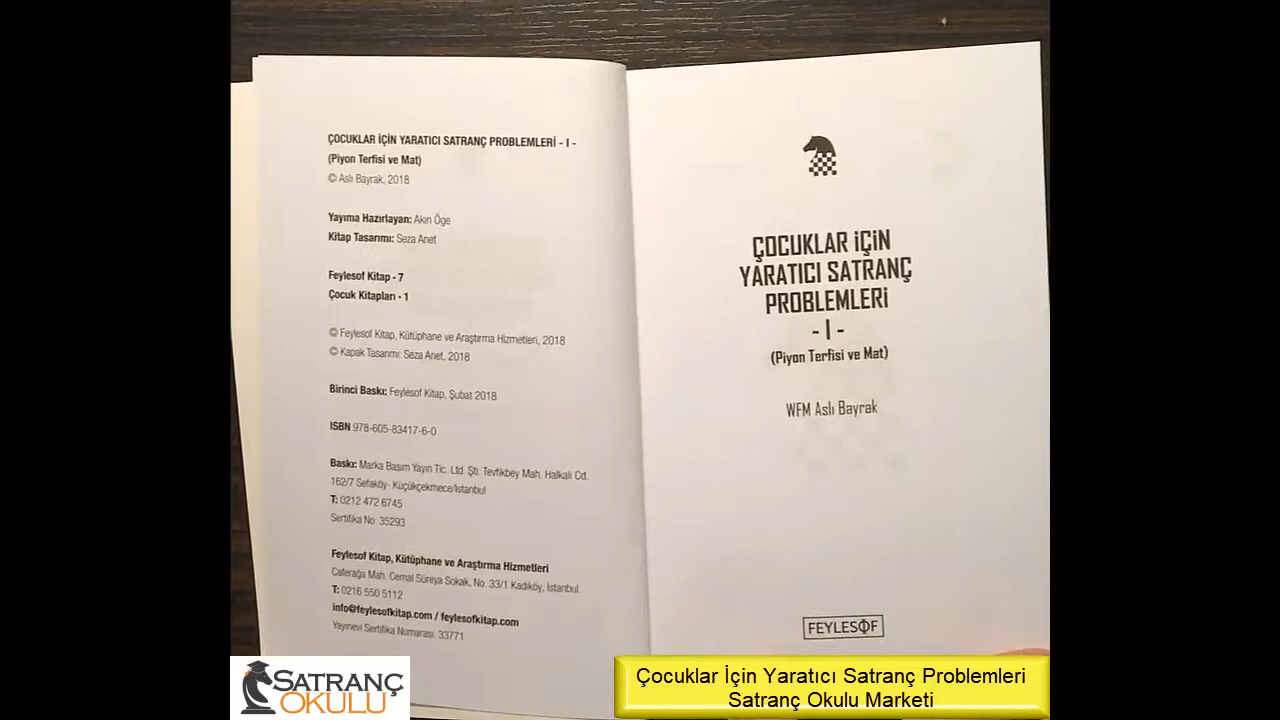 ÇOCUKLAR İÇİN YARATICI SATRANÇ PROBLEMLERİ - I -
(Piyon Terfisi ve Mat)
© Aslı Bayrak, 2018
Yayıma Hazırlayan: Akın Öge
Kitap Tasarımı: Seza Anet
Feylesof Kitap - 7
Çocuk Kitapları - 1
© Feylesof Kitap, Kütüphane ve Araştırma Hizmetleri, 2018
© Kapak Tasarımı: Seza Anet, 2018
Birinci Baskı: Feylesof Kitap, Şubat 2018
ISBN 978-605-83417-6-0
Baskı: Marka Basım Yayın Tic. Ltd. Şti. Tevfikbey Mah. Halkalı Cd.
162/7 Sefaköy- Küçükçekmece/İstanbul
T: 0212 472 6745
Sertifika No: 35293
Feylesof Kitap, Kütüphane ve Araştırma Hizmetleri
Caferağa Mah. Cemal Süreya Sokak, No. 33/1 Kadıköy, İstanbul
T: 0216 550 5112
info@feylesofkitap.com / feylesofkitap.com
Yayınevi Sertifika Numarası: 33771
ÇOCUKLAR İÇİN
YARATICI SATRANÇ
PROBLEMLERİ
- I -
(Piyon Terfisi ve Mat)
WFM Aslı Bayrak
FEYLESOF
SATRANÇ
OKULU
Çocuklar İçin Yaratıcı Satranç Problemleri
Satranç Okulu Marketi